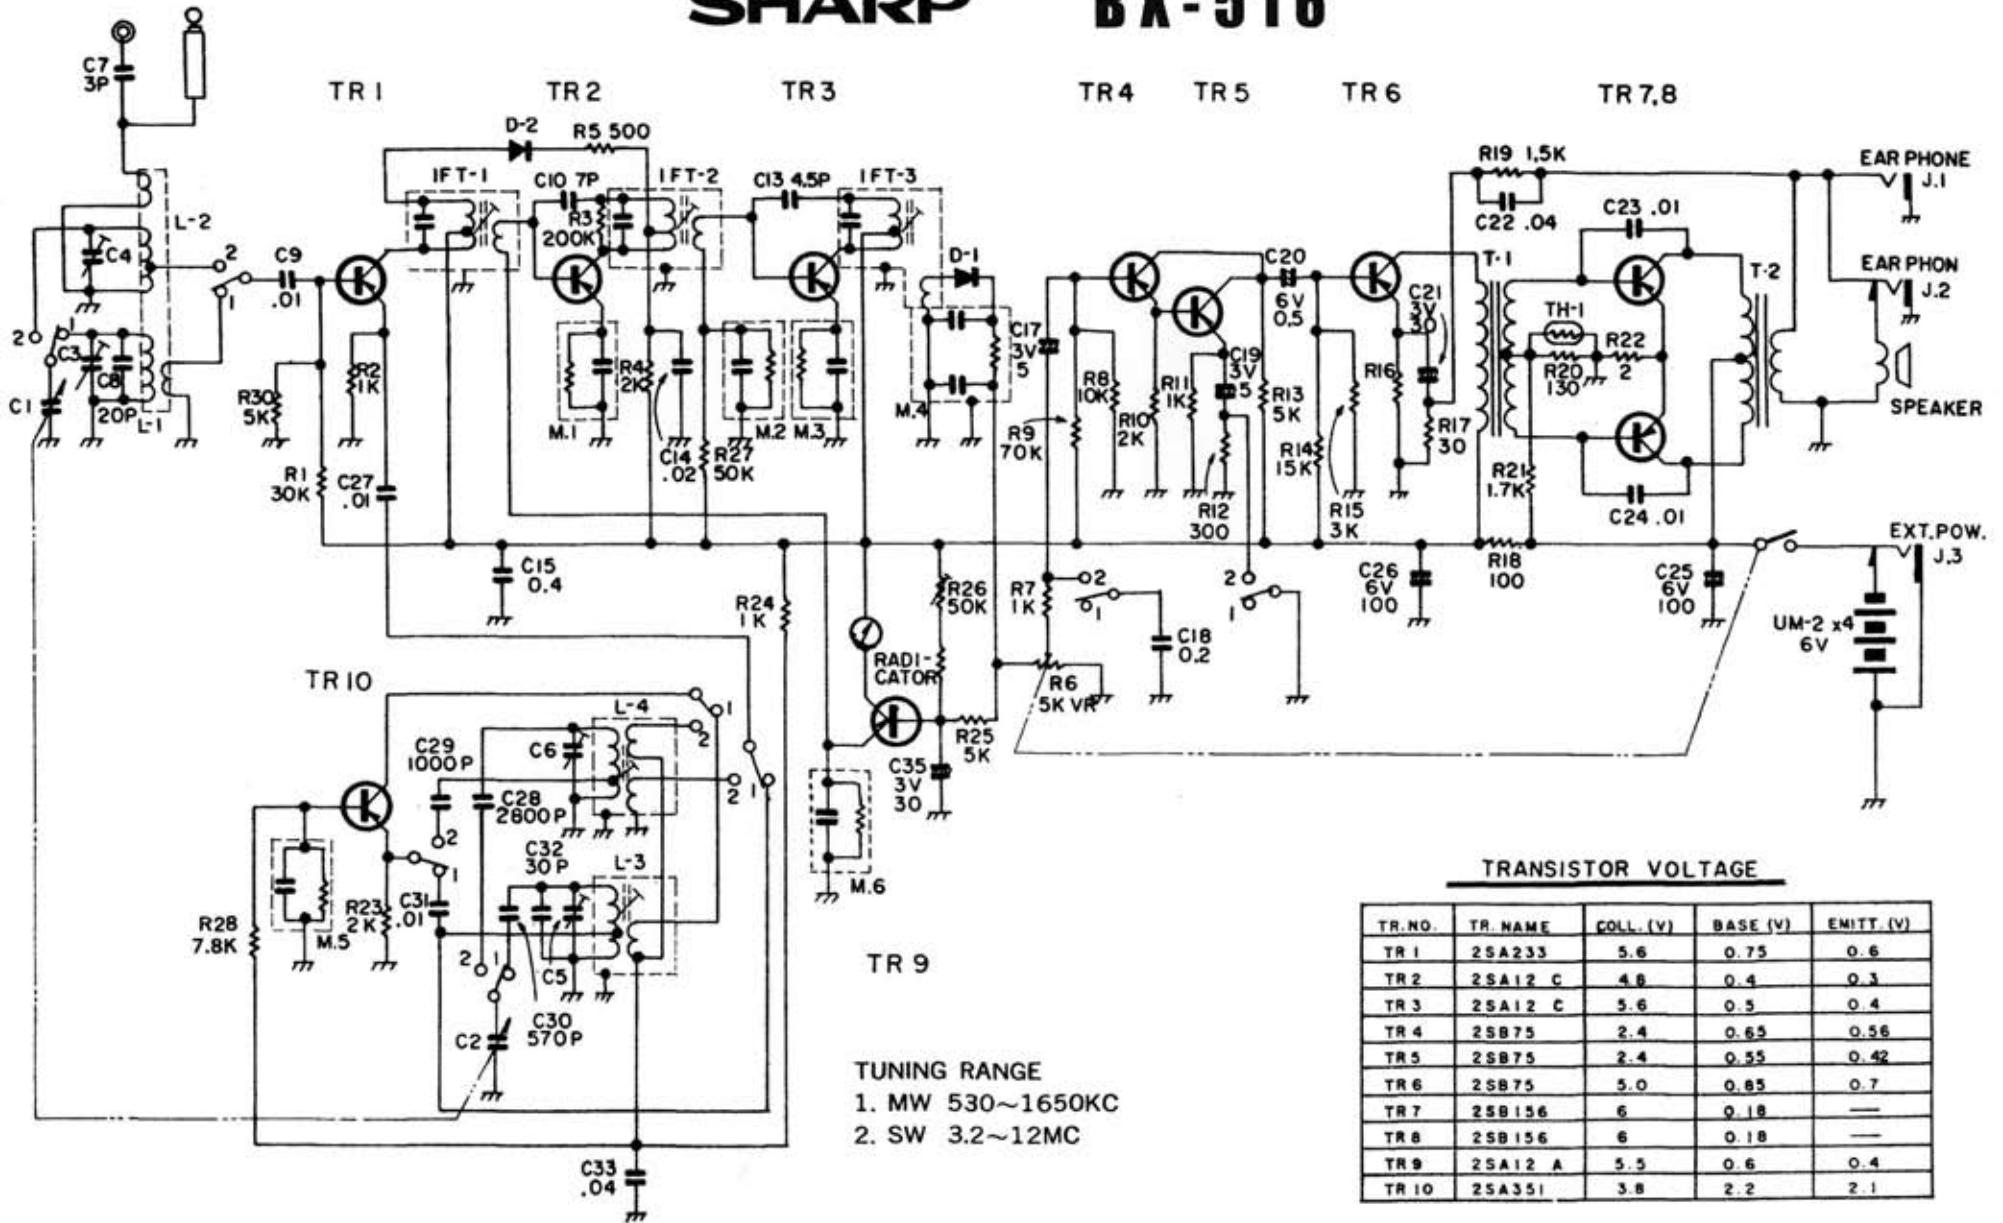 SHARP BX-516
C7
3P
TR 1
TR 2
TR 3
TR 4
TR 5
TR 6
TR 7,8
D-2
R5 500
IFT-1
C10 7P
IFT-2
C13 4.5P
IFT-3
R3
200K
R19 1.5K
C22 .04
C23 .01
EAR PHONE
J.1
EAR PHON
J.2
L-2
C4
2
1
C9
.01
D-1
C20
6V
0.5
C21
3V
30
T-1
T-2
TH-1
R22
2
R20
130
2
1
C3
C8
20P
C1
L-1
R30
5K
R2
1K
R4
2K
M.1
M.2
M.3
M.4
C17
3V
5
R8
10K
R9
70K
R10
2K
R11
1K
C19
3V
5
R13
5K
R12
300
R14
15K
R15
3K
R16
R17
30
SPEAKER
R1
30K
C27
.01
C14
.02
R27
50K
R21
1.7K
C24 .01
C15
0.4
R24
1K
R26
50K
R7
1K
2
1
C18
0.2
2
1
C26
6V
100
R18
100
C25
6V
100
EXT.POW.
J.3
UM-2 x4
6V
RADI-
CATOR
R6
5K VR
R25
5K
C35
3V
30
M.6
TR 10
L-4
C6
C29
1000P
C28
2800P
1
2
2
1
2
1
C32
30P
L-3
R28
7.8K
M.5
R23
2K
C31
.01
2
1
C5
C30
570P
C2
C33
.04
TR 9
TUNING RANGE
1. MW 530~1650KC
2. SW 3.2~12MC
TRANSISTOR VOLTAGE
TR.NO. TR. NAME COLL. (V) BASE (V) EMITT. (V)
TR 1 2SA233 5.6 0.75 0.6
TR 2 2SA12 C 4.8 0.4 0.3
TR 3 2SA12 C 5.6 0.5 0.4
TR 4 2SB75 2.4 0.65 0.56
TR 5 2SB75 2.4 0.55 0.42
TR 6 2SB75 5.0 0.85 0.7
TR 7 2SB156 6 0.18 —
TR 8 2SB156 6 0.18 —
TR 9 2SA12 A 5.5 0.6 0.4
TR 10 2SA351 3.8 2.2 2.1